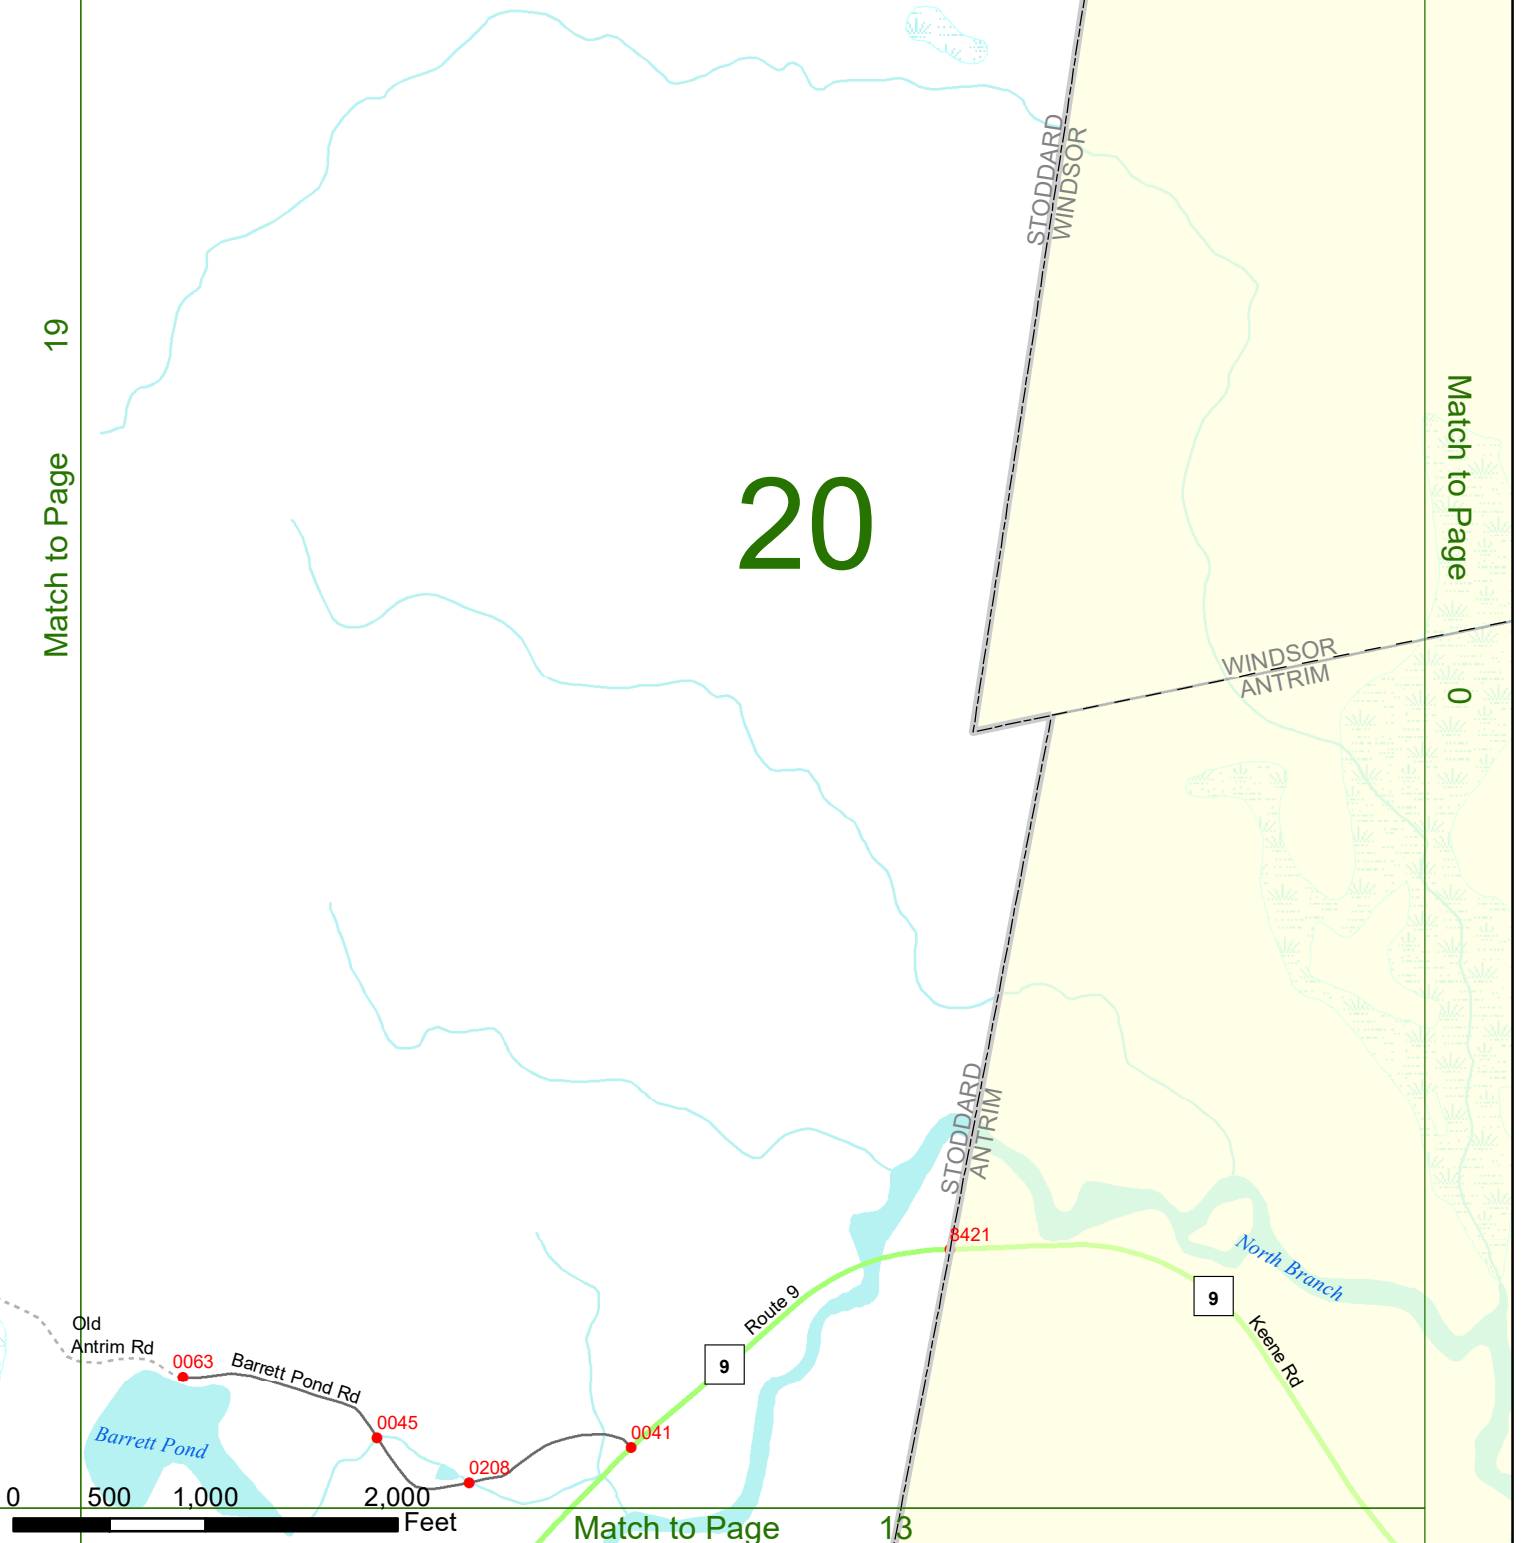 STODDARD
WINDSOR
Match to Page 19
Match to Page 0
20
WINDSOR
ANTRIM
STODDARD
ANTRIM
8421
North Branch
9
Route 9
Keene Rd
9
Old
Antrim Rd
0063
Barrett Pond Rd
0045
0041
Barrett Pond
0208
0 500 1,000 2,000
Feet
Match to Page 13